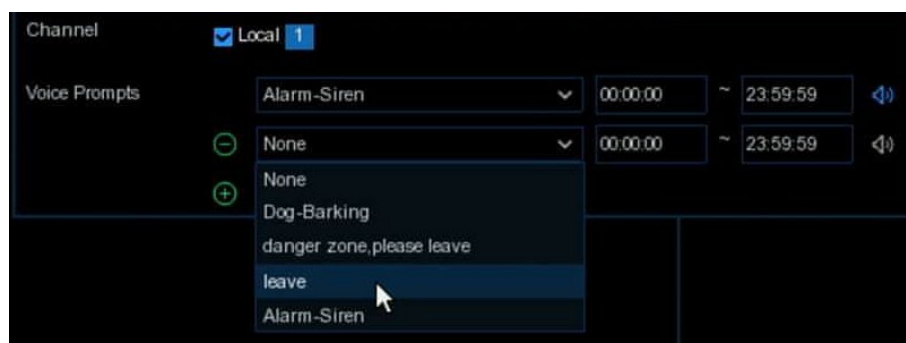 Channel Local 1
Voice Prompts Alarm-Siren 00:00:00 ~ 23:59:59
None 00:00:00 ~ 23:59:59
None
Dog-Barking
danger zone,please leave
leave
Alarm-Siren